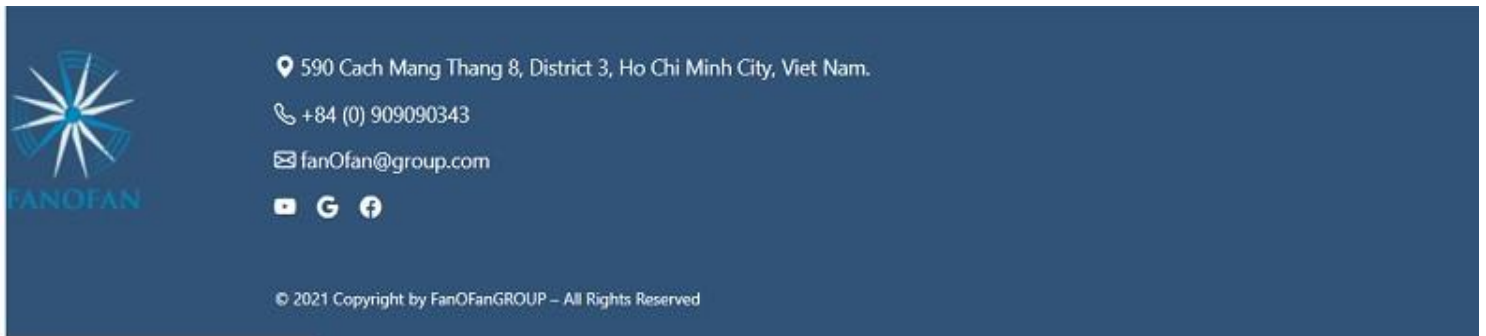 590 Cach Mang Thang 8, District 3, Ho Chi Minh City, Viet Nam.
+84 (0) 909090343
fanOfan@group.com
FANOFAN
© 2021 Copyright by FanOFanGROUP – All Rights Reserved